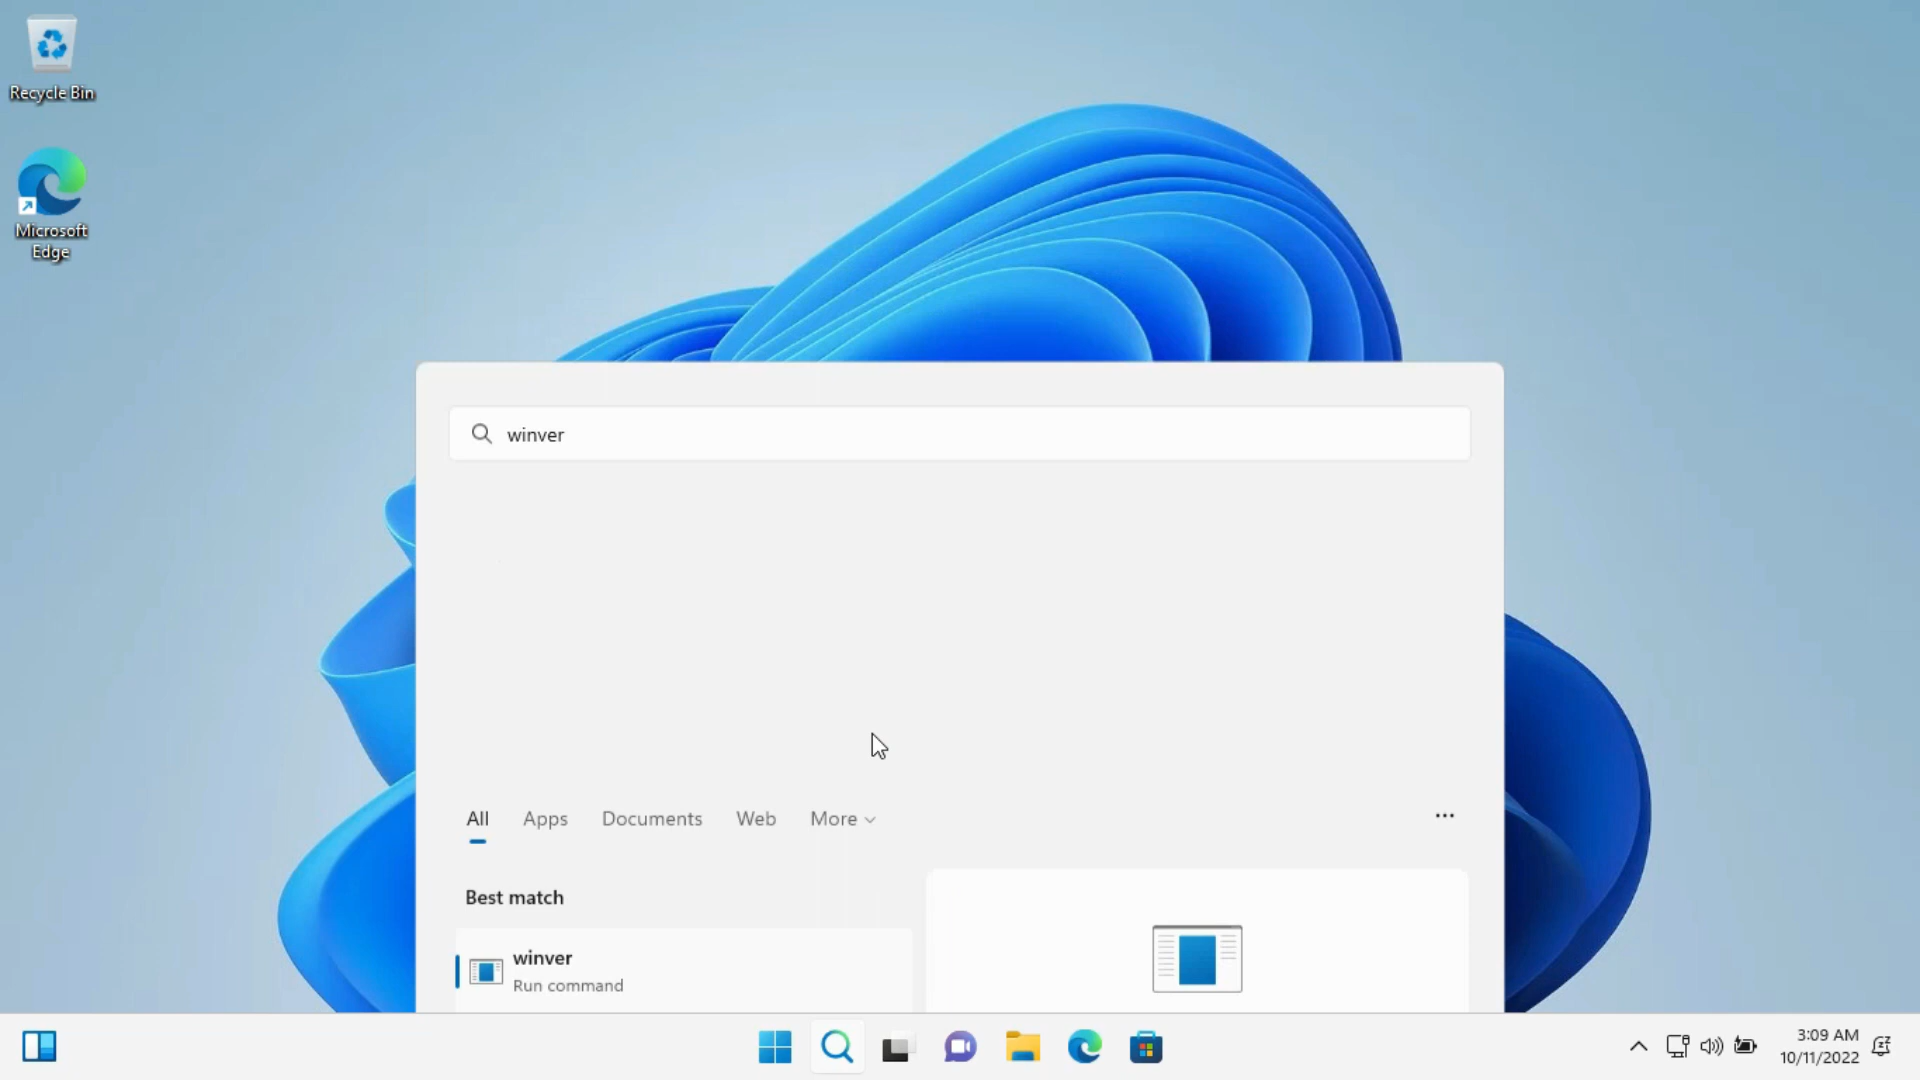 Recycle Bin
Microsoft
Edge
winver
All Apps Documents Web More
Best match
winver
Run command
3:09 AM
10/11/2022